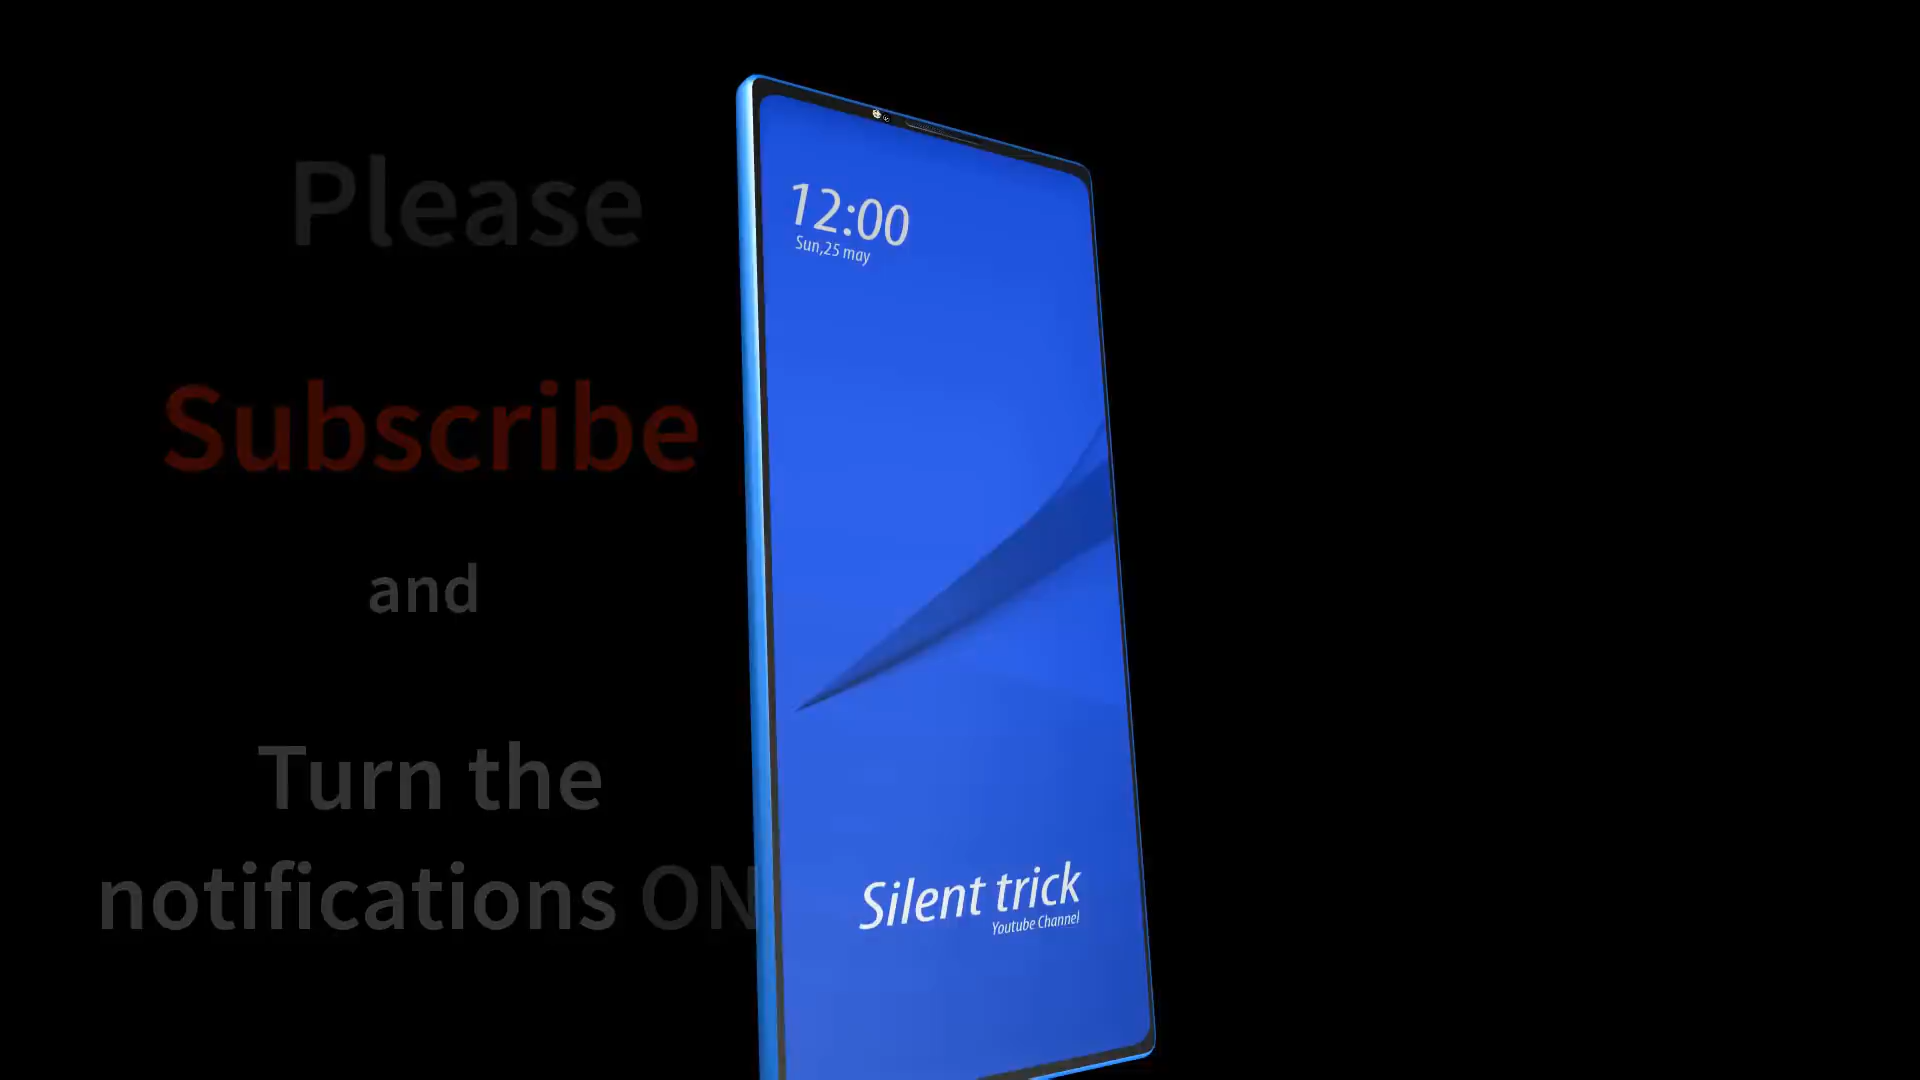 Please
Subscribe
and
Turn the
notifications ON
12:00
Sun,25 may
Silent trick
Youtube Channel